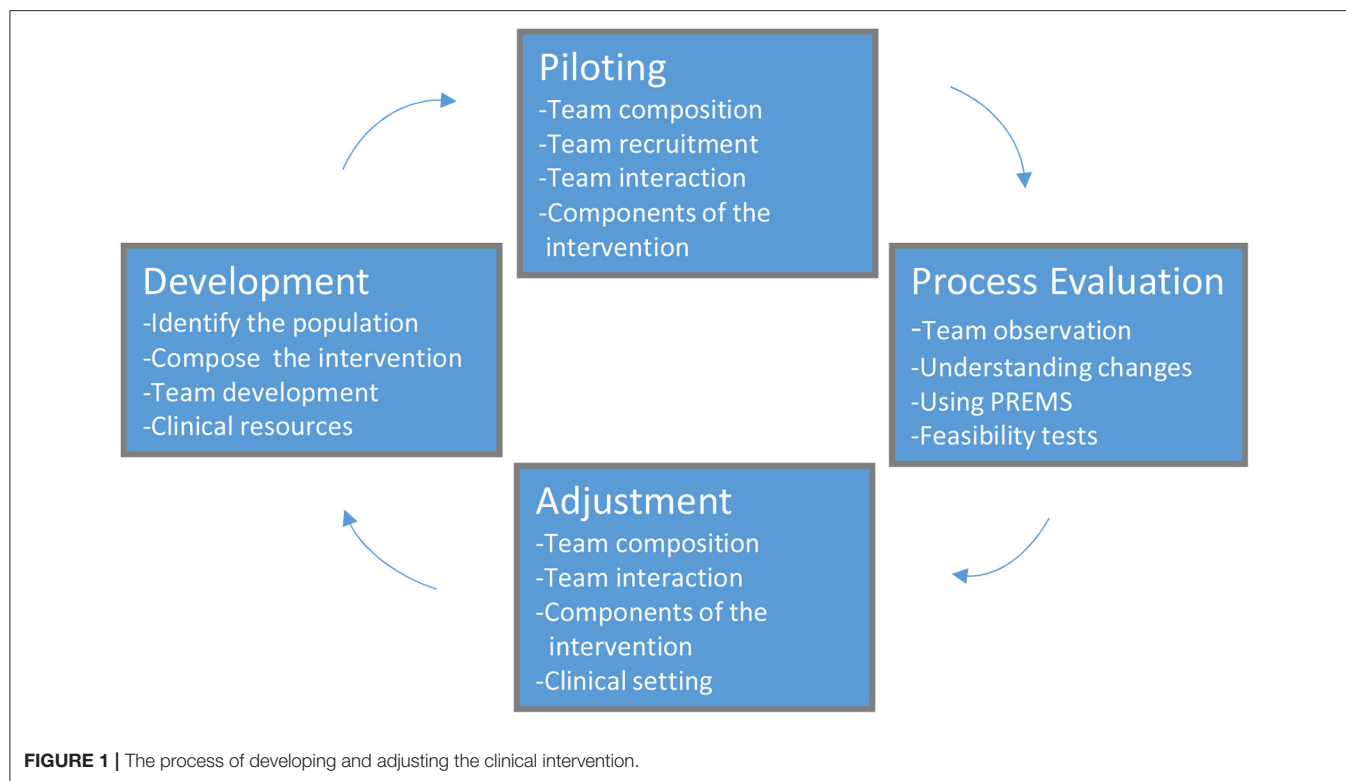 Piloting
-Team composition
-Team recruitment
-Team interaction
-Components of the
intervention
Development
-Identify the population
-Compose the intervention
-Team development
-Clinical resources
Process Evaluation
-Team observation
-Understanding changes
-Using PREMS
-Feasibility tests
Adjustment
-Team composition
-Team interaction
-Components of the
intervention
-Clinical setting
FIGURE 1 | The process of developing and adjusting the clinical intervention.